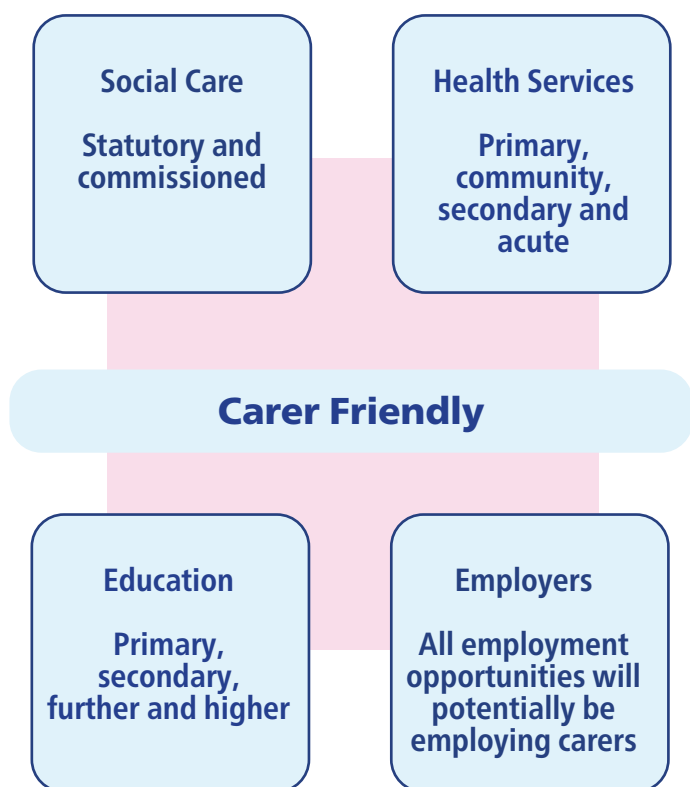 Social Care
Statutory and
commissioned
Health Services
Primary,
community,
secondary and
acute
Carer Friendly
Education
Primary,
secondary,
further and higher
Employers
All employment
opportunities will
potentially be
employing carers